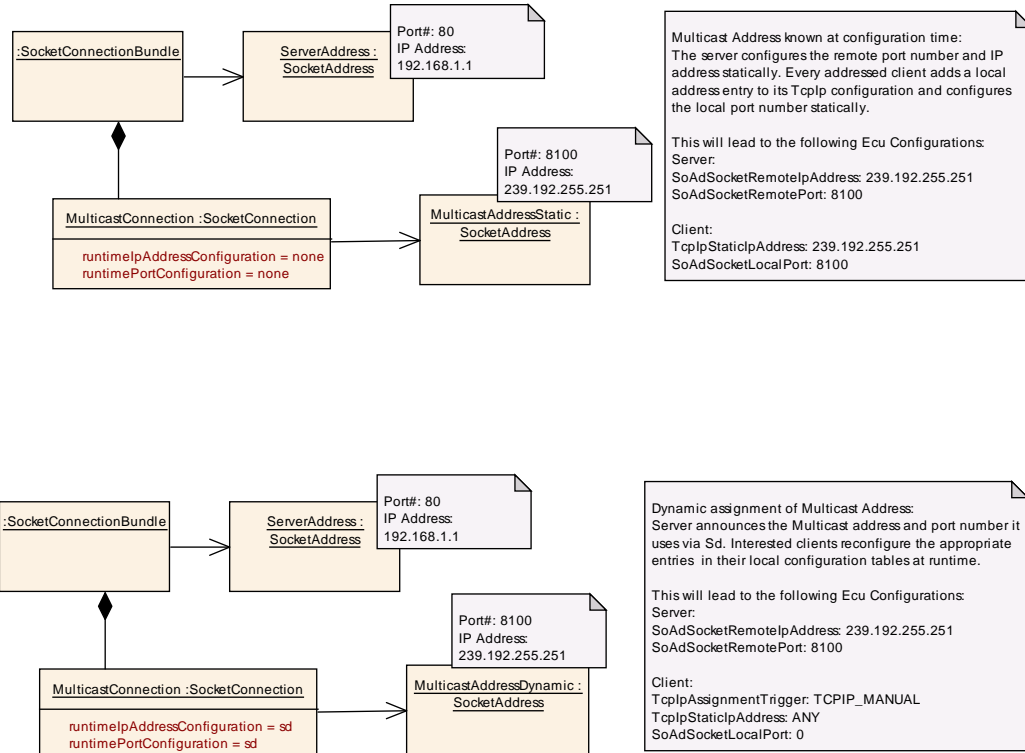 :SocketConnectionBundle
ServerAddress :
SocketAddress
Port#: 80
IP Address:
192.168.1.1
Multicast Address known at configuration time:
The server configures the remote port number and IP
address statically. Every addressed client adds a local
address entry to its TcpIp configuration and configures
the local port number statically.
This will lead to the following Ecu Configurations:
Server:
SoAdSocketRemoteIpAddress: 239.192.255.251
SoAdSocketRemotePort: 8100
Client:
TcpIpStaticIpAddress: 239.192.255.251
SoAdSocketLocalPort: 8100
Port#: 8100
IP Address:
239.192.255.251
MulticastConnection :SocketConnection
runtimeIpAddressConfiguration = none
runtimePortConfiguration = none
MulticastAddressStatic :
SocketAddress
:SocketConnectionBundle
ServerAddress :
SocketAddress
Port#: 80
IP Address:
192.168.1.1
Dynamic assignment of Multicast Address:
Server announces the Multicast address and port number it
uses via Sd. Interested clients reconfigure the appropriate
entries in their local configuration tables at runtime.
This will lead to the following Ecu Configurations:
Server:
SoAdSocketRemoteIpAddress: 239.192.255.251
SoAdSocketRemotePort: 8100
Client:
TcpIpAssignmentTrigger: TCPIP_MANUAL
TcpIpStaticIpAddress: ANY
SoAdSocketLocalPort: 0
Port#: 8100
IP Address:
239.192.255.251
MulticastConnection :SocketConnection
runtimeIpAddressConfiguration = sd
runtimePortConfiguration = sd
MulticastAddressDynamic :
SocketAddress